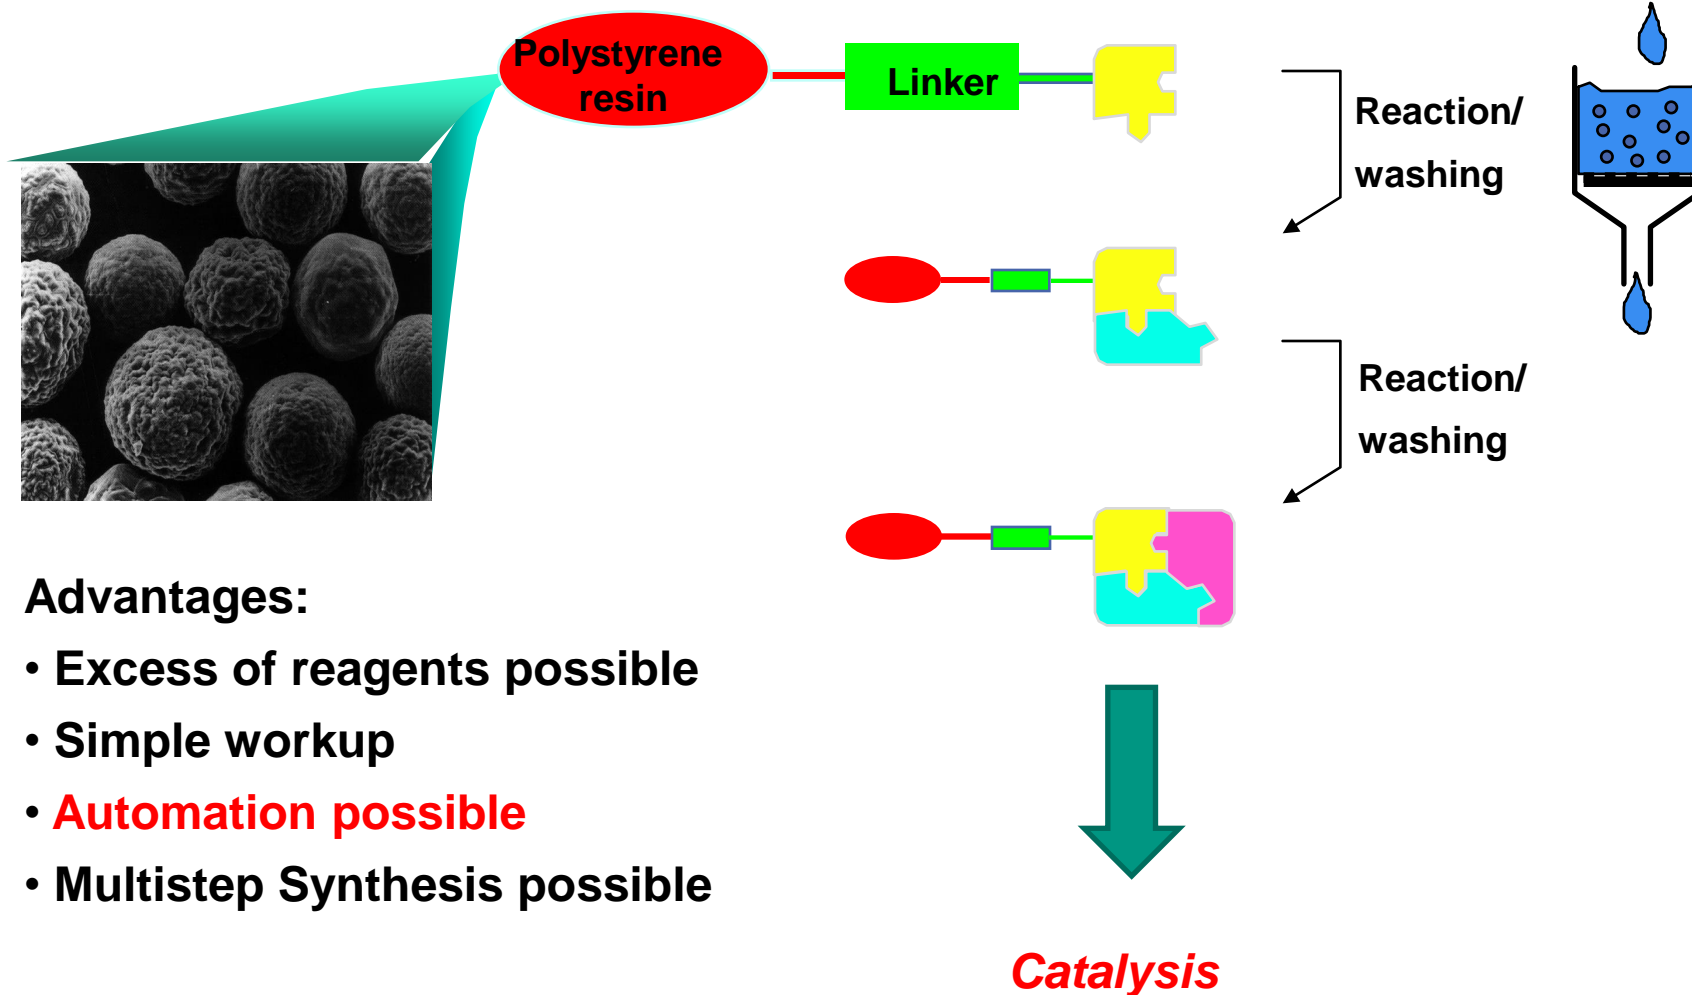 Polystyrene
resin
Linker
Reaction/
washing
Reaction/
washing
Advantages:
• Excess of reagents possible
• Simple workup
• Automation possible
• Multistep Synthesis possible
Catalysis